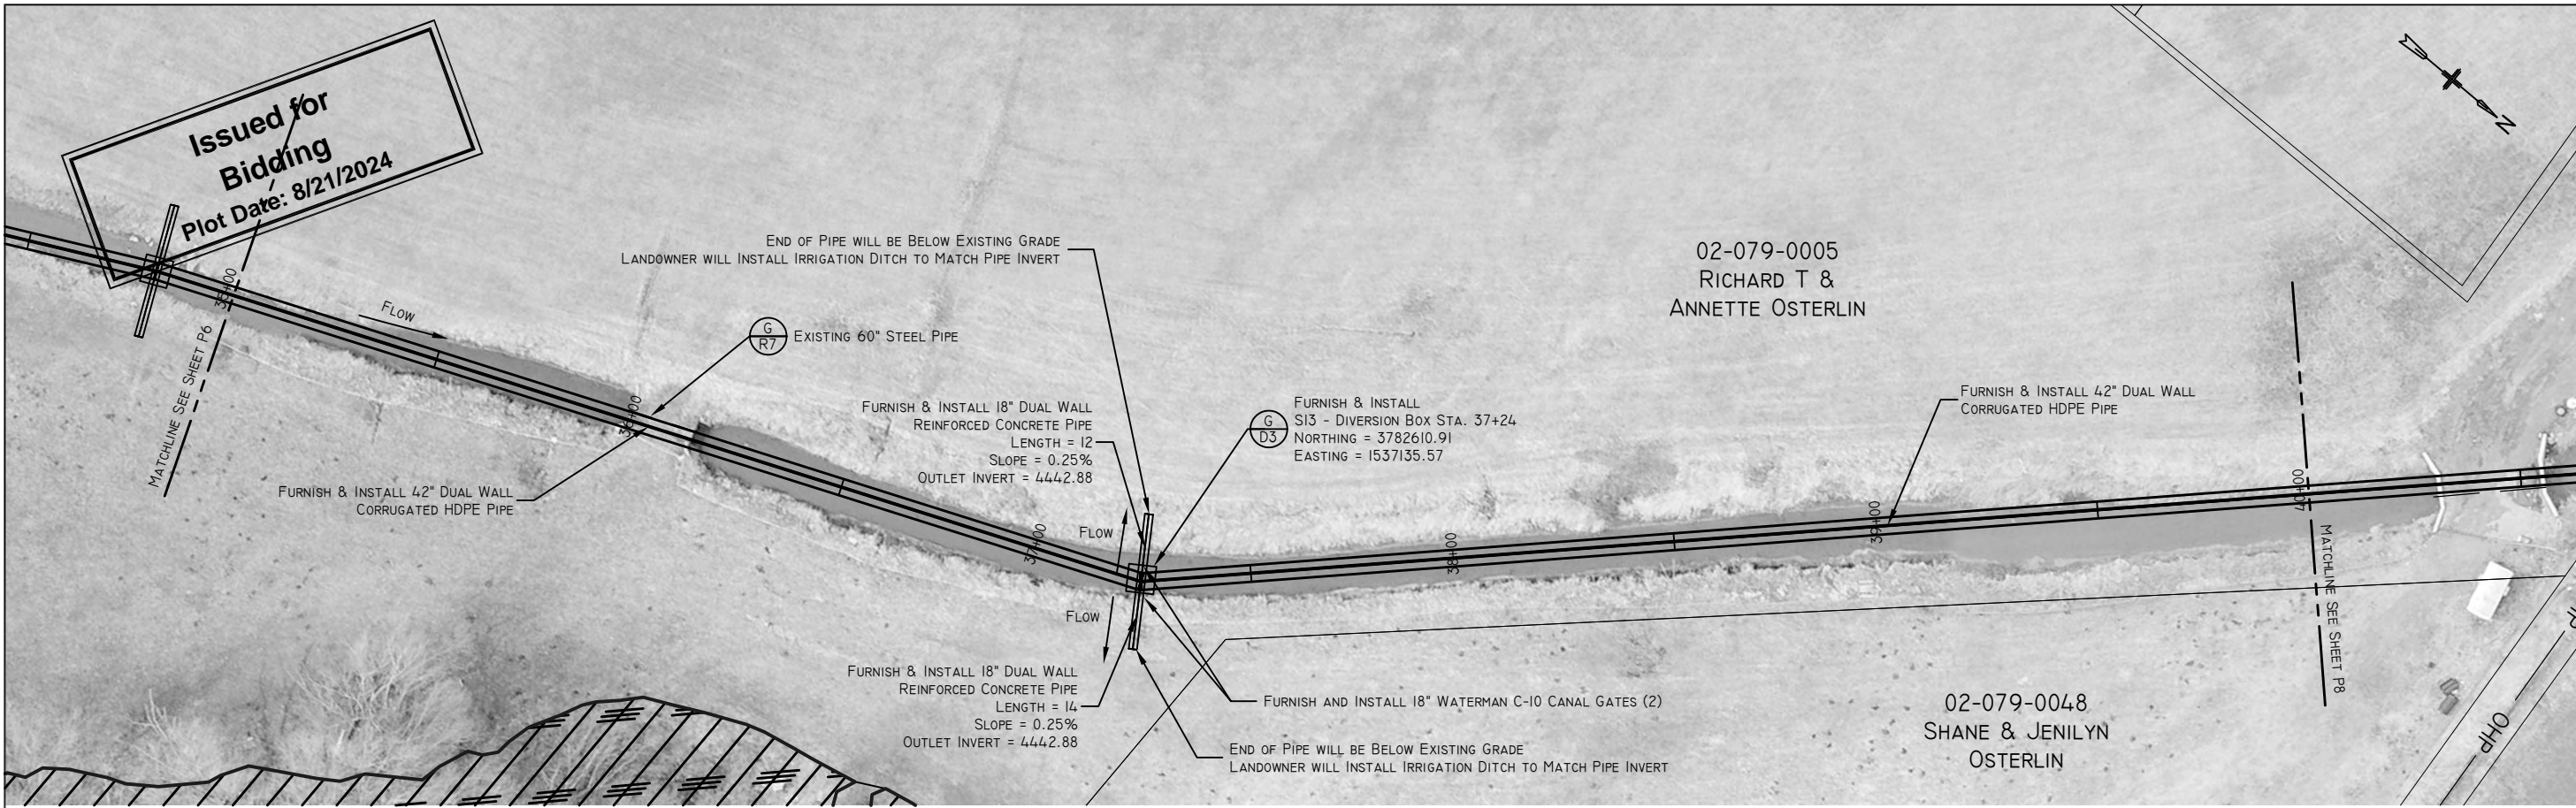 Issued for
Bidding
Plot Date: 8/21/2024
35+00
MATCHLINE SEE SHEET P6
FLOW
END OF PIPE WILL BE BELOW EXISTING GRADE
LANDOWNER WILL INSTALL IRRIGATION DITCH TO MATCH PIPE INVERT
G
R7
EXISTING 60" STEEL PIPE
36+00
FURNISH & INSTALL 42" DUAL WALL
CORRUGATED HDPE PIPE
FURNISH & INSTALL 18" DUAL WALL
REINFORCED CONCRETE PIPE
LENGTH = 12
SLOPE = 0.25%
OUTLET INVERT = 4442.88
G
D3
FURNISH & INSTALL
S13 - DIVERSION BOX STA. 37+24
NORTHING = 3782610.91
EASTING = 1537135.57
37+00
FLOW
FLOW
FURNISH & INSTALL 18" DUAL WALL
REINFORCED CONCRETE PIPE
LENGTH = 14
SLOPE = 0.25%
OUTLET INVERT = 4442.88
FURNISH AND INSTALL 18" WATERMAN C-10 CANAL GATES (2)
END OF PIPE WILL BE BELOW EXISTING GRADE
LANDOWNER WILL INSTALL IRRIGATION DITCH TO MATCH PIPE INVERT
38+00
39+00
02-079-0005
RICHARD T &
ANNETTE OSTERLIN
FURNISH & INSTALL 42" DUAL WALL
CORRUGATED HDPE PIPE
N
40+00
MATCHLINE SEE SHEET P8
02-079-0048
SHANE & JENILYN
OSTERLIN
OHP